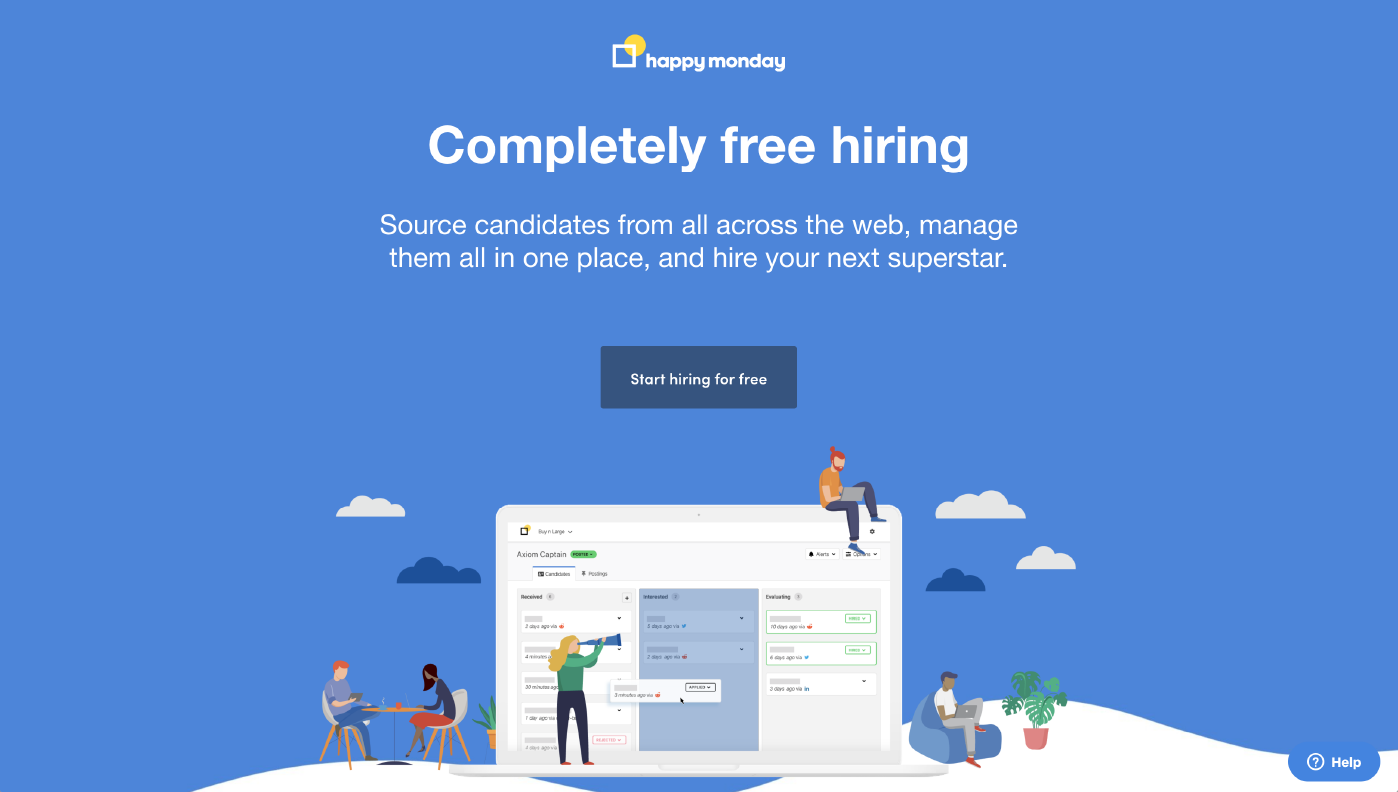 happy monday
Completely free hiring
Source candidates from all across the web, manage
them all in one place, and hire your next superstar.
Start hiring for free
Buy n Large
Axiom Captain POSTED
Alerts
Options
Candidates Postings
Received
Interested
Evaluating
3 days ago via
5 days ago via
HIRED
10 days ago via
4 minutes
2 days ago via
HIRED
6 days ago via
30 minutes ago
APPLIED
3 minutes ago via
3 days ago via in
1 day ago via
REJECTED
4 days ago via
Help